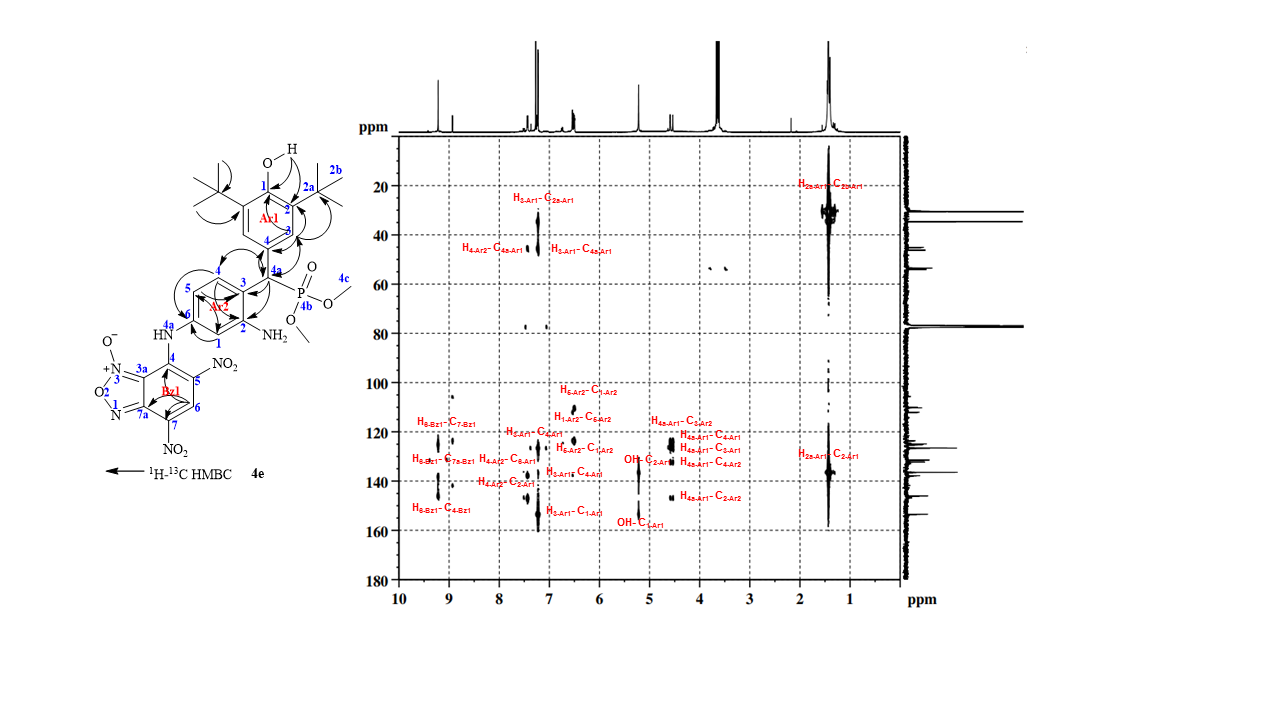 O
H
2b
2a
1
2
Ar1
3
4
4a
O
4c
4
3
P
O
5
4b
Ar2
O
6
2
4a
HN
1
NH2
O−
4
NO2
+N
3a
3
5
O2
Bz1
N
1
6
7a
7
NO2
1H-13C HMBC 4e
ppm
20
40
60
80
100
120
140
160
180
10
9
8
7
6
5
4
3
2
1
ppm
H2a-Ar1– C2b-Ar1
H3-Ar1– C2a-Ar1
H4-Ar2– C4a-Ar1
H3-Ar1– C4a-Ar1
H5-Ar2– C1-Ar2
H1-Ar2– C5-Ar2
H6-Bz1– C7-Bz1
H4a-Ar1– C3-Ar2
H3-Ar1– C4-Ar1
H4a-Ar1– C4-Ar1
H5-Ar2– C1-Ar2
H4a-Ar1– C3-Ar1
H2a-Ar1– C2-Ar1
H6-Bz1– C7a-Bz1
H4-Ar2– C6-Ar1
OH– C2-Ar1
H4a-Ar1– C4-Ar2
H3-Ar1– C4-Ar1
H4-Ar2– C2-Ar1
H4a-Ar1– C2-Ar2
H6-Bz1– C4-Bz1
H3-Ar1– C1-Ar1
OH- C1-Ar1